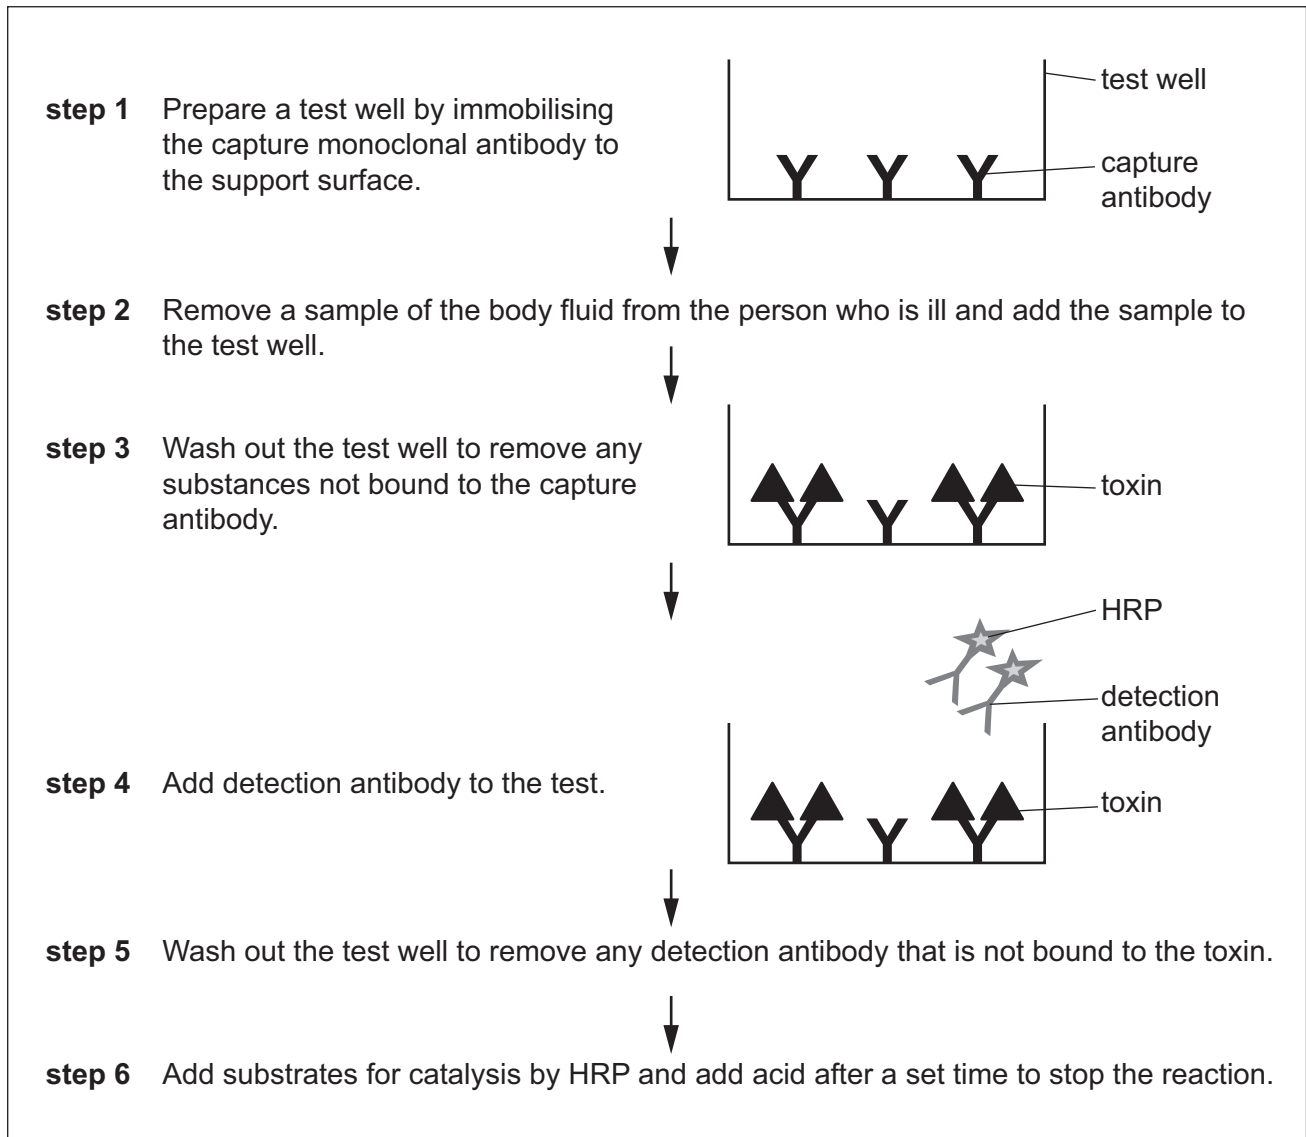 test well
step 1 Prepare a test well by immobilising
the capture monoclonal antibody to
the support surface.
capture
antibody
step 2 Remove a sample of the body fluid from the person who is ill and add the sample to
the test well.
step 3 Wash out the test well to remove any
substances not bound to the capture
antibody.
toxin
HRP
detection
antibody
step 4 Add detection antibody to the test.
toxin
step 5 Wash out the test well to remove any detection antibody that is not bound to the toxin.
step 6 Add substrates for catalysis by HRP and add acid after a set time to stop the reaction.